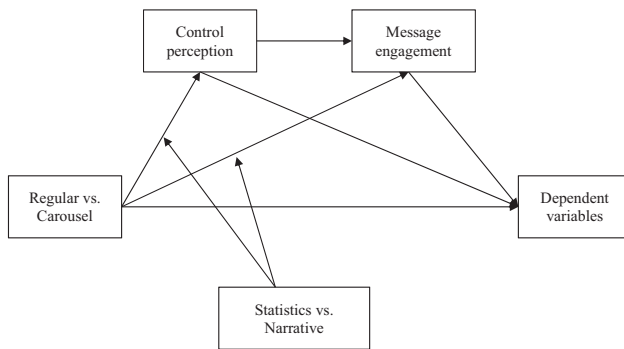 Control
perception
Message
engagement
Regular vs.
Carousel
Dependent
variables
Statistics vs.
Narrative